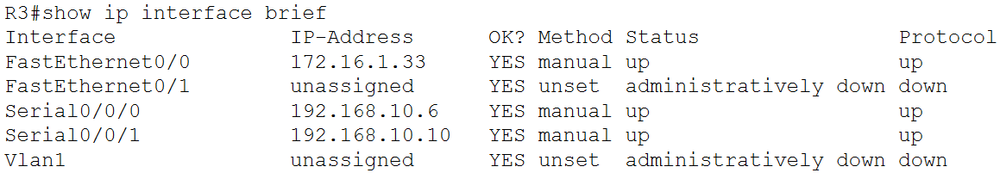 R3#show ip interface brief
Interface              IP-Address      OK? Method Status                Protocol
FastEthernet0/0        172.16.1.33     YES manual up                    up
FastEthernet0/1        unassigned      YES unset  administratively down down
Serial0/0/0            192.168.10.6    YES manual up                    up
Serial0/0/1            192.168.10.10   YES manual up                    up
Vlan1                  unassigned      YES unset  administratively down down